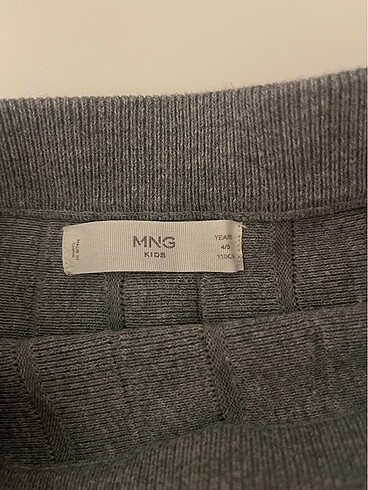 MNG
KIDS
YEARS
4/5
110CM